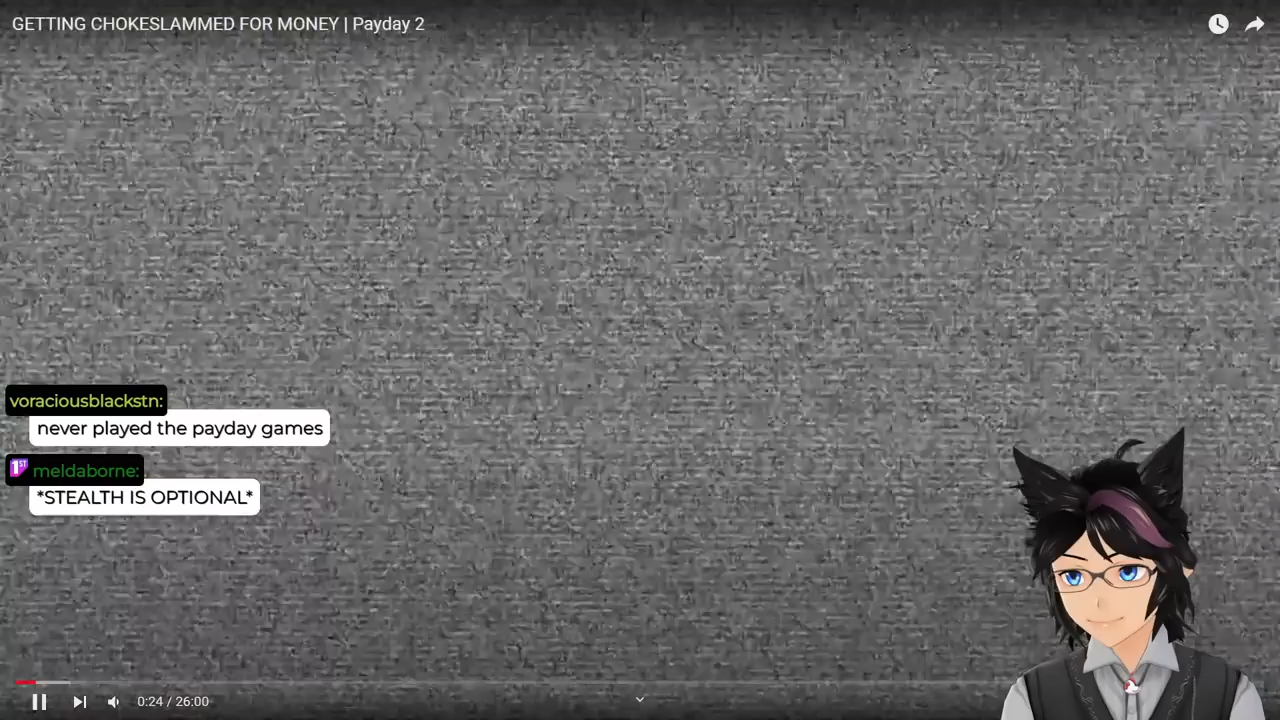 GETTING CHOKESLAMMED FOR MONEY | Payday 2
voraciousblackstn:
never played the payday games
1ST meldaborne:
*STEALTH IS OPTIONAL*
0:24 / 26:00